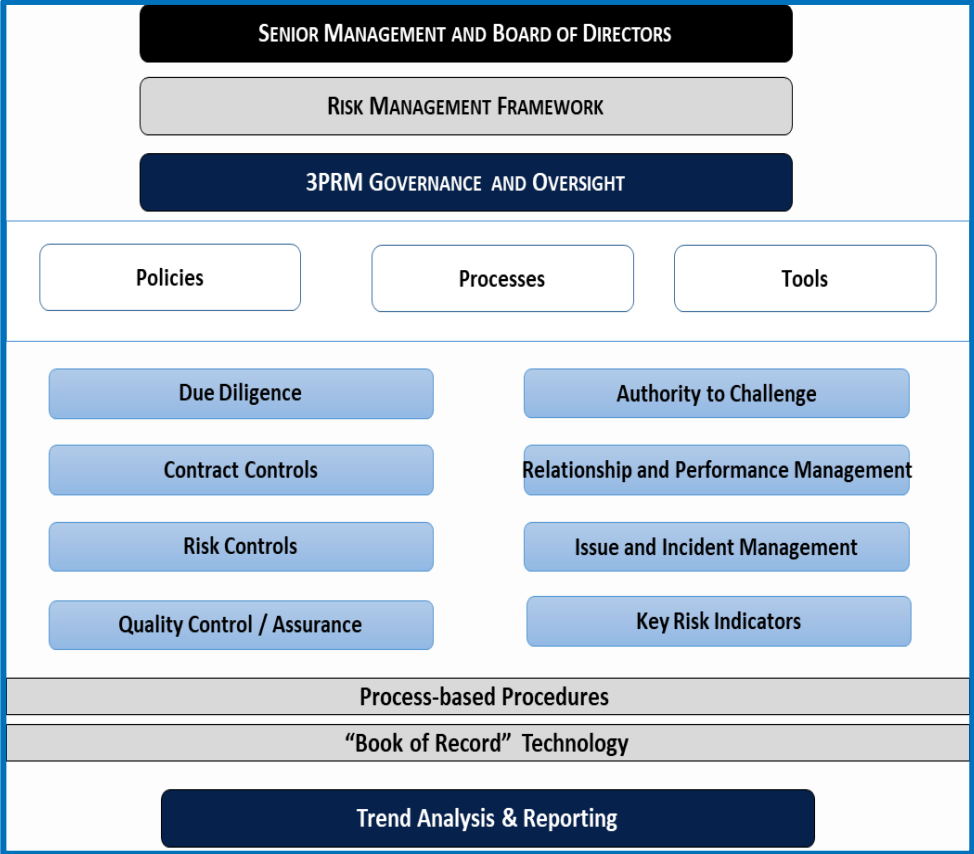 SENIOR MANAGEMENT AND BOARD OF DIRECTORS
RISK MANAGEMENT FRAMEWORK
3PRM GOVERNANCE AND OVERSIGHT
Policies
Processes
Tools
Due Diligence
Authority to Challenge
Contract Controls
Relationship and Performance Management
Risk Controls
Issue and Incident Management
Quality Control / Assurance
Key Risk Indicators
Process-based Procedures
“Book of Record” Technology
Trend Analysis & Reporting